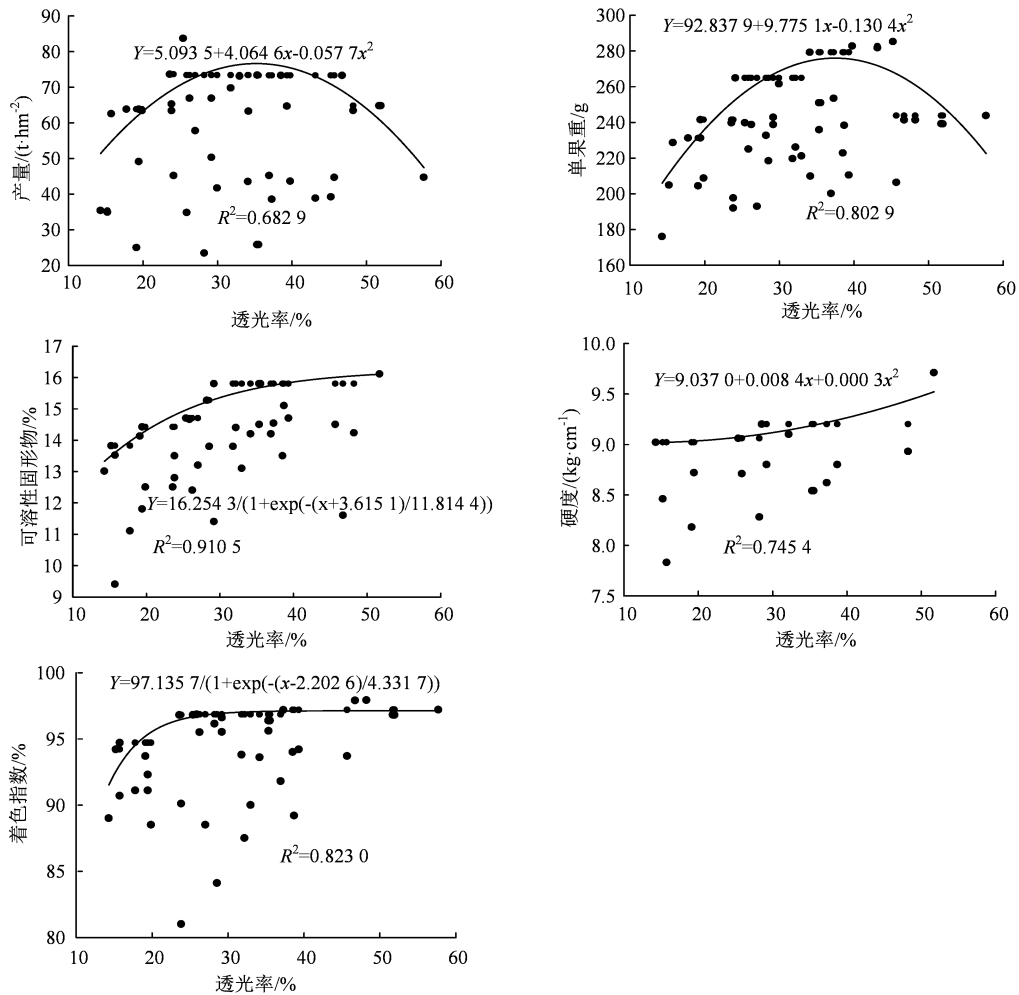 90
80
70
60
50
40
30
20
产量/(t·hm⁻²)
Y=5.093 5+4.064 6x-0.057 7x²
R²=0.682 9
10 20 30 40 50 60
透光率/%
300
280
260
240
220
200
180
160
单果重/g
Y=92.837 9+9.775 1x-0.130 4x²
R²=0.802 9
10 20 30 40 50 60
透光率/%
17
16
15
14
13
12
11
10
9
可溶性固形物/%
Y=16.254 3/(1+exp(-(x+3.615 1)/11.814 4))
R²=0.910 5
10 20 30 40 50 60
透光率/%
10.0
9.5
9.0
8.5
8.0
7.5
硬度/(kg·cm⁻¹)
Y=9.037 0+0.008 4x+0.000 3x²
R²=0.745 4
10 20 30 40 50 60
透光率/%
100
95
90
85
80
着色指数/%
Y=97.135 7/(1+exp(-(x-2.202 6)/4.331 7))
R²=0.823 0
10 20 30 40 50 60
透光率/%